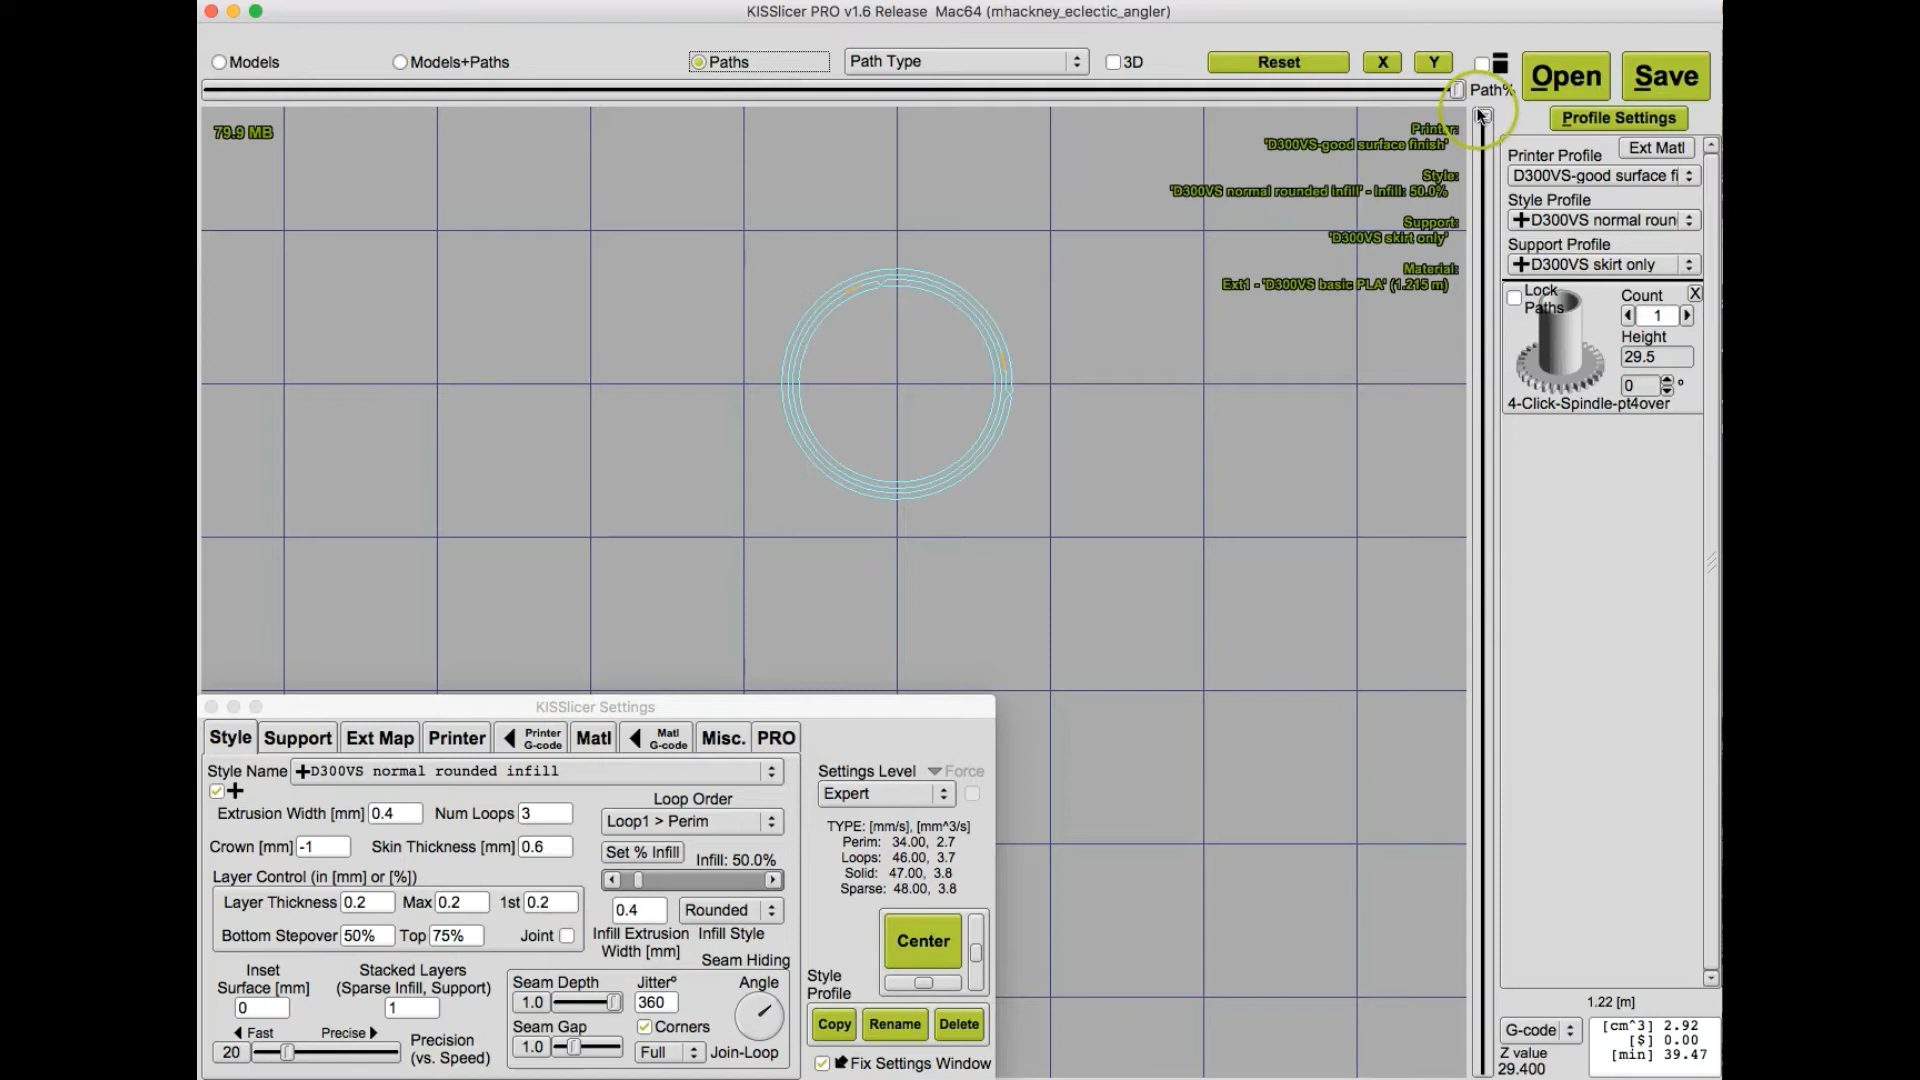 KISSlicer PRO v1.6 Release  Mac64 (mhackney_eclectic_angler)
Models
Models+Paths
Paths
Path Type
3D
Reset
X
Y
Path%
Open
Save
Profile Settings
79.9 MB
Printer:
'D300VS-good surface finish'
Style:
'D300VS normal rounded infill' - Infill: 50.0%
Support:
'D300VS skirt only'
Material:
Ext1 - 'D300VS basic PLA' (1.215 m)
Printer Profile
Ext Matl
D300VS-good surface fi
Style Profile
+D300VS normal roun
Support Profile
+D300VS skirt only
Lock
Paths
Count
X
1
Height
29.5
0 °
4-Click-Spindle-pt4over
KISSlicer Settings
Style
Support
Ext Map
Printer
Printer
G-code
Matl
Matl
G-code
Misc.
PRO
Style Name
+D300VS normal rounded infill
+
Extrusion Width [mm] 0.4
Num Loops 3
Loop Order
Loop1 > Perim
Crown [mm] -1
Skin Thickness [mm] 0.6
Set % Infill
Infill: 50.0%
Layer Control (in [mm] or [%])
Layer Thickness 0.2
Max 0.2
1st 0.2
Bottom Stepover 50%
Top 75%
Joint
0.4
Rounded
Infill Extrusion
Width [mm]
Infill Style
Inset
Surface [mm]
0
Stacked Layers
(Sparse Infill, Support)
1
Seam Hiding
Seam Depth
1.0
Jitter°
360
Angle
Seam Gap
1.0
Corners
Full
Join-Loop
Fast
Precise
20
Precision
(vs. Speed)
Settings Level
Force
Expert
TYPE: [mm/s], [mm^3/s]
Perim: 34.00, 2.7
Loops: 46.00, 3.7
Solid: 47.00, 3.8
Sparse: 48.00, 3.8
Center
Style
Profile
Copy
Rename
Delete
Fix Settings Window
1.22 [m]
G-code
Z value
29.400
[cm^3] 2.92
[$] 0.00
[min] 39.47